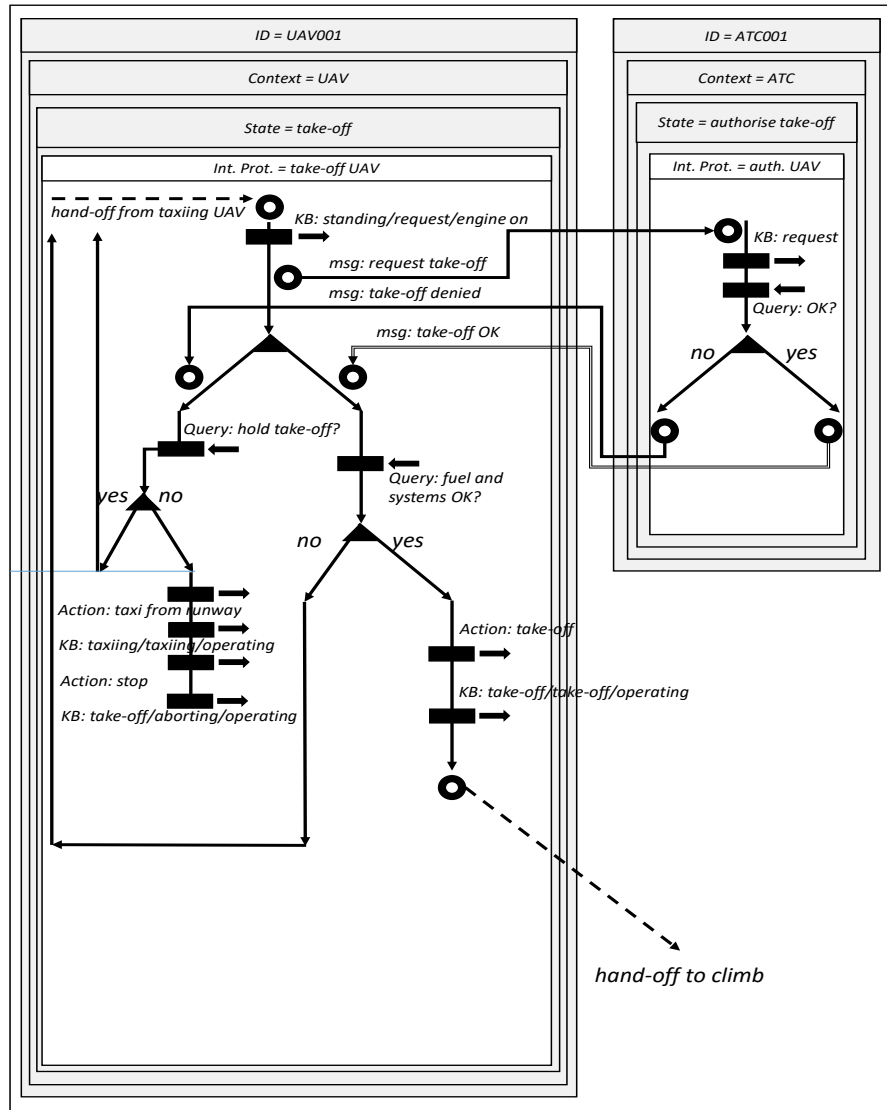 ID = UAV001
Context = UAV
State = take-off
Int. Prot. = take-off UAV
hand-off from taxiing UAV
KB: standing/request/engine on
msg: request take-off
msg: take-off denied
msg: take-off OK
Query: hold take-off?
yes
no
Action: taxi from runway
KB: taxiing/taxiing/operating
Action: stop
KB: take-off/aborting/operating
Query: fuel and
systems OK?
no
yes
Action: take-off
KB: take-off/take-off/operating
hand-off to climb
ID = ATC001
Context = ATC
State = authorise take-off
Int. Prot. = auth. UAV
KB: request
Query: OK?
no
yes